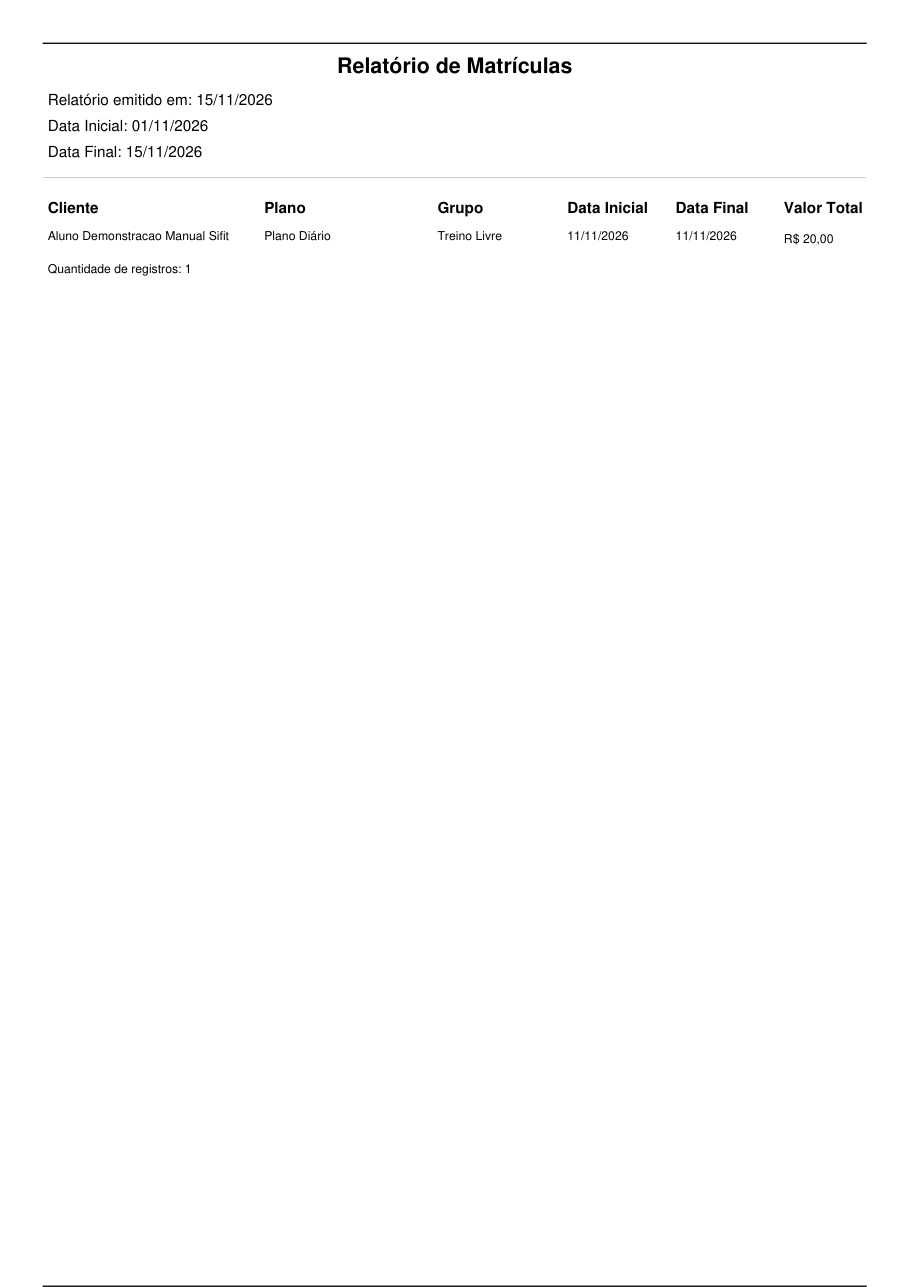 Relatório de Matrículas
Relatório emitido em: 15/11/2026
Data Inicial: 01/11/2026
Data Final: 15/11/2026
Cliente Plano Grupo Data Inicial Data Final Valor Total
Aluno Demonstracao Manual Sifit Plano Diário Treino Livre 11/11/2026 11/11/2026 R$ 20,00
Quantidade de registros: 1